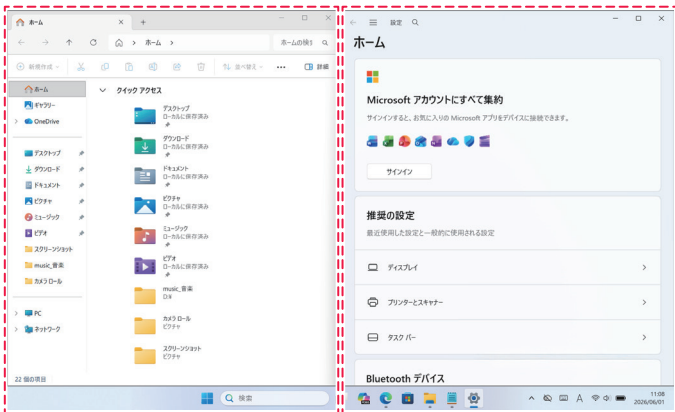 ホーム
新規作成
並べ替え
詳細
ホーム
ホームの検索
ホーム
ギャラリー
OneDrive
デスクトップ
ダウンロード
ドキュメント
ピクチャ
ミュージック
ビデオ
スクリーンショット
music_音楽
カメラロール
PC
ネットワーク
22 個の項目
クイック アクセス
デスクトップ
ローカルに保存済み
ダウンロード
ローカルに保存済み
ドキュメント
ローカルに保存済み
ピクチャ
ローカルに保存済み
ミュージック
ローカルに保存済み
ビデオ
ローカルに保存済み
music_音楽
D:¥
カメラ ロール
ピクチャ
スクリーンショット
ピクチャ
設定
ホーム
Microsoft アカウントにすべて集約
サインインすると、お気に入りの Microsoft アプリをデバイスに接続できます。
サインイン
推奨の設定
最近使用した設定と一般的に使用される設定
ディスプレイ
プリンターとスキャナー
タスク バー
Bluetooth デバイス
検索
A
11:08
2026/06/01